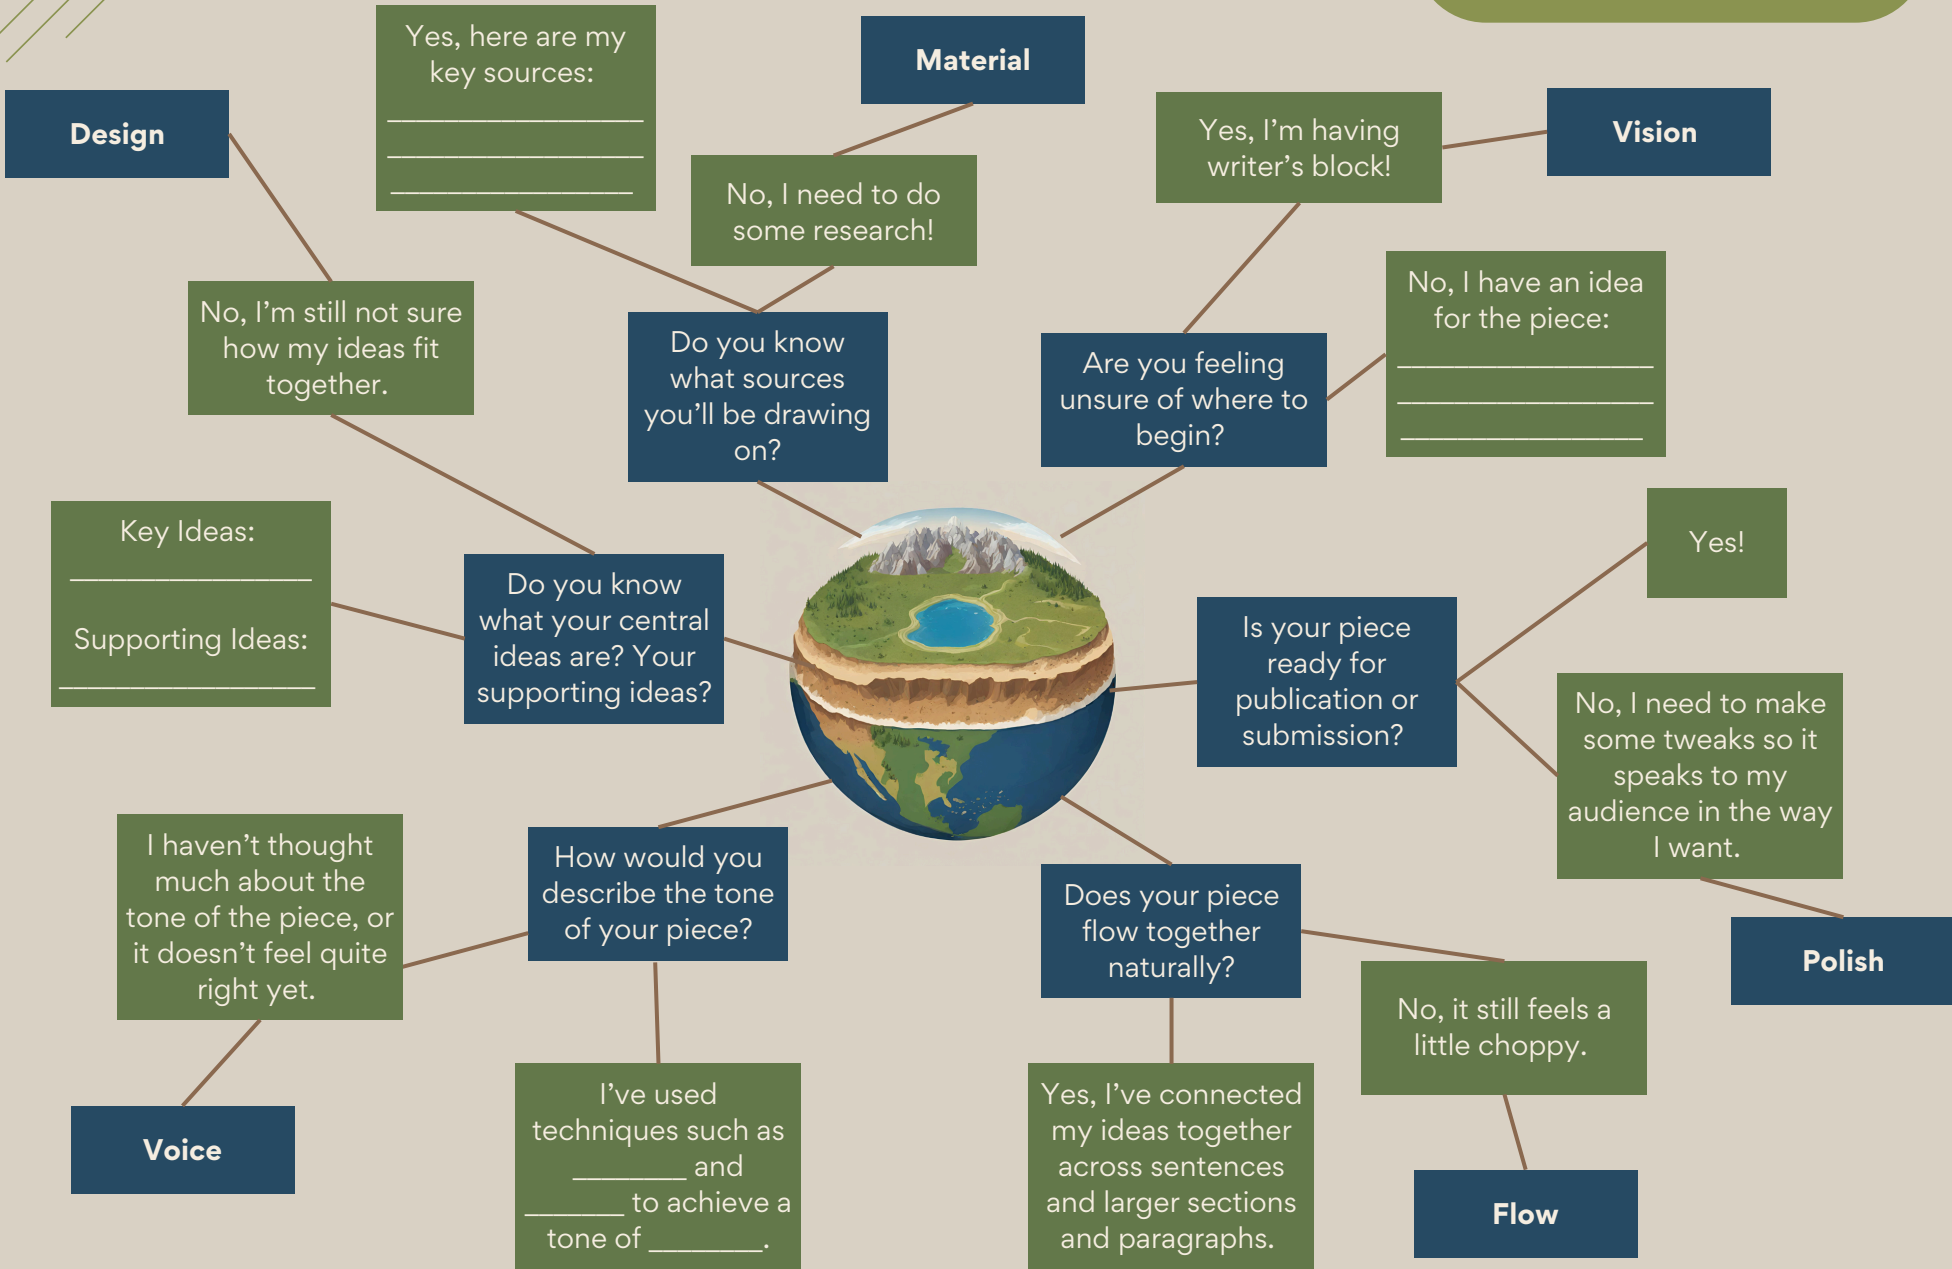 Yes, here are my
key sources:
____________________
____________________
___________________
Material
Design
Yes, I'm having
writer's block!
Vision
No, I need to do
some research!
No, I have an idea
for the piece:
____________________
____________________
___________________
No, I'm still not sure
how my ideas fit
together.
Do you know
what sources
you'll be drawing
on?
Are you feeling
unsure of where to
begin?
Key Ideas:
___________________
Supporting Ideas:
____________________
Do you know
what your central
ideas are? Your
supporting ideas?
Yes!
Is your piece
ready for
publication or
submission?
No, I need to make
some tweaks so it
speaks to my
audience in the way
I want.
Polish
I haven't thought
much about the
tone of the piece, or
it doesn't feel quite
right yet.
Voice
How would you
describe the tone
of your piece?
I've used
techniques such as
________ and
_______ to achieve a
tone of ________.
Does your piece
flow together
naturally?
Yes, I've connected
my ideas together
across sentences
and larger sections
and paragraphs.
No, it still feels a
little choppy.
Flow